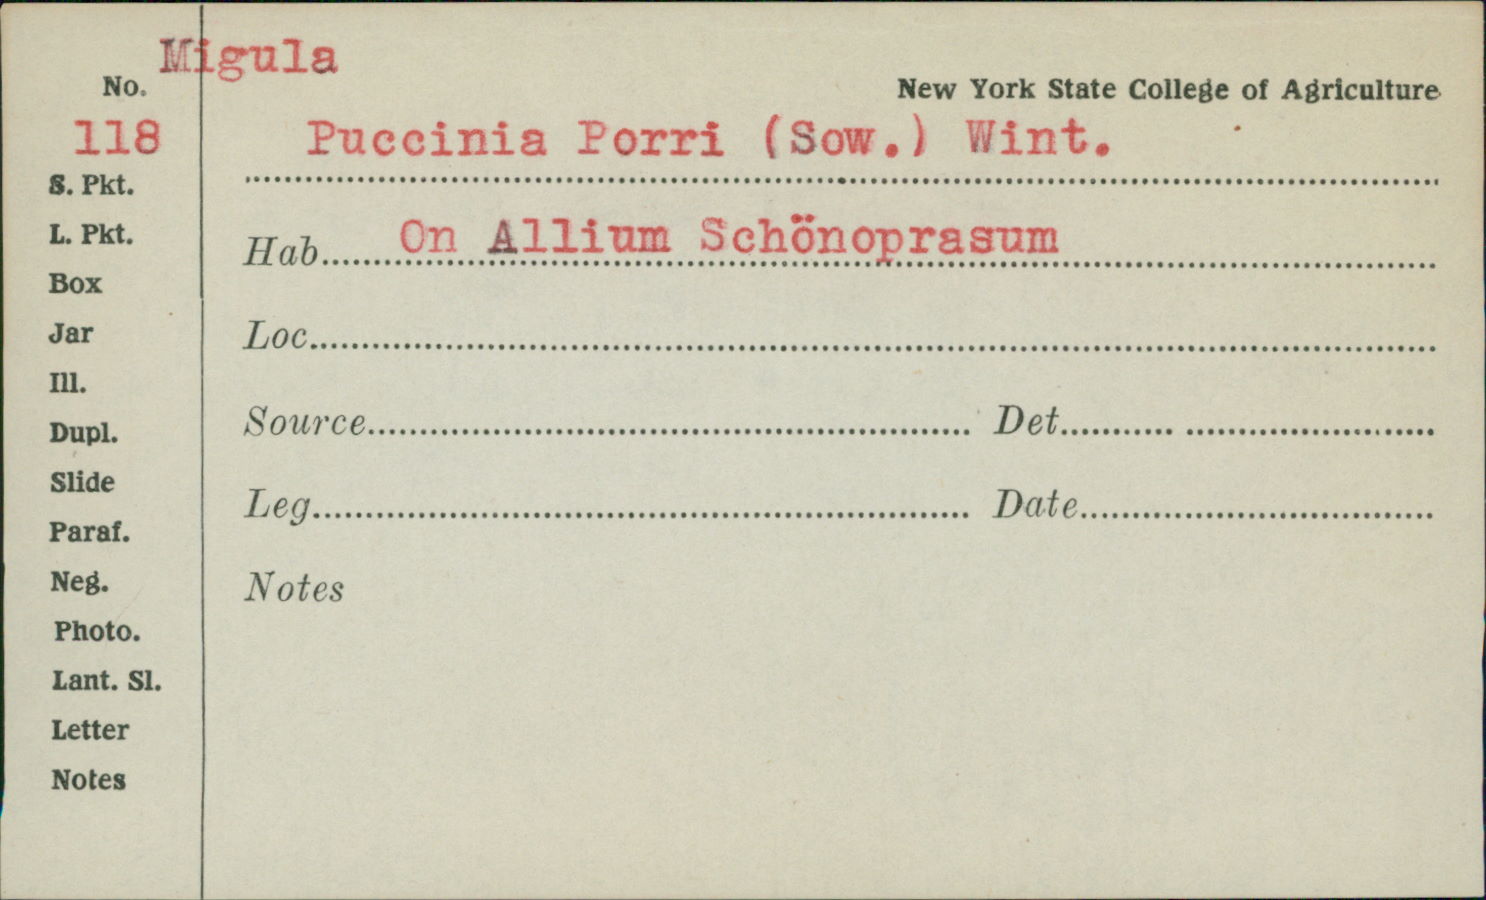 Migula
No.
New York State College of Agriculture
118
Puccinia Porri (Sow.) Wint.
S. Pkt.
L. Pkt.
Hab. On Allium Schönoprasum
Box
Jar
Loc.
Ill.
Dupl.
Source Det.
Slide
Leg. Date
Paraf.
Neg.
Notes
Photo.
Lant. Sl.
Letter
Notes